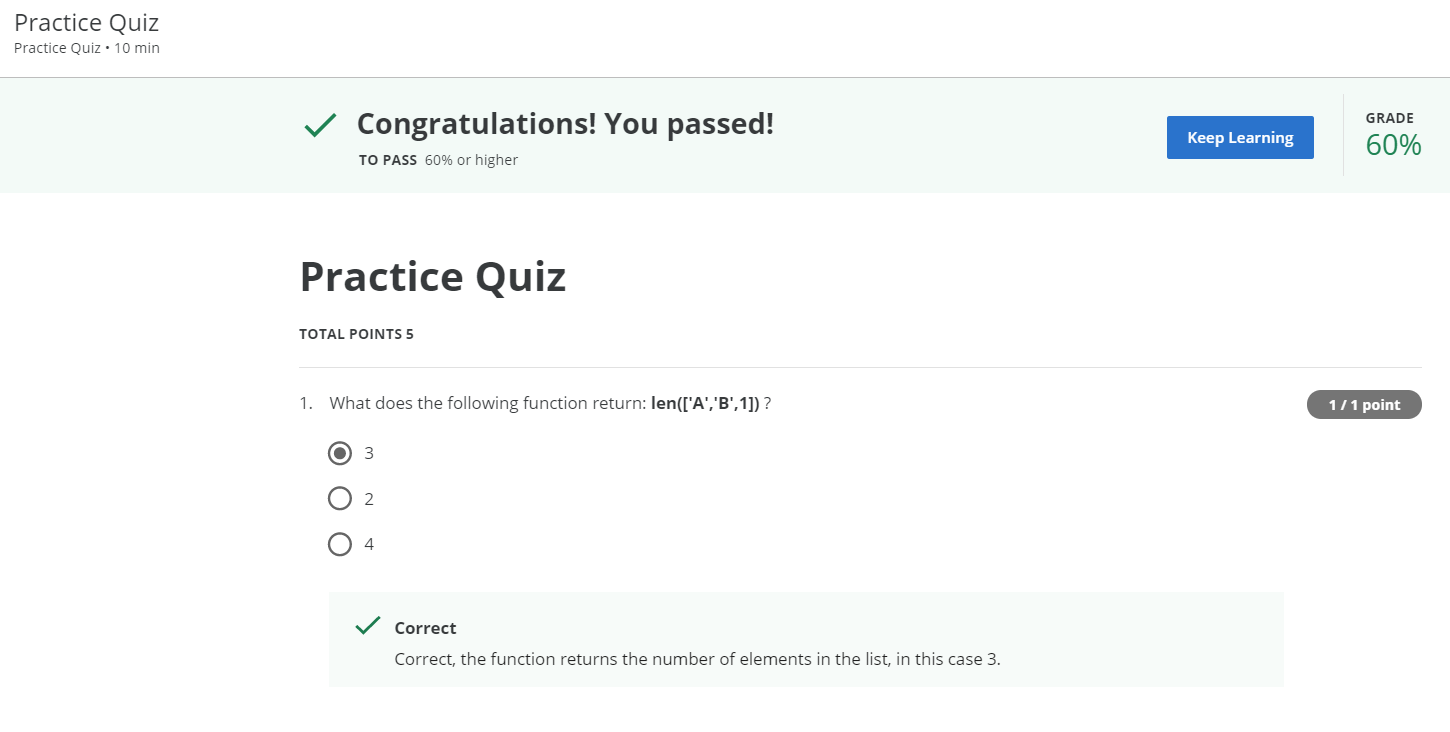 Practice Quiz
Practice Quiz • 10 min
Congratulations! You passed!
TO PASS 60% or higher
Keep Learning
GRADE
60%
Practice Quiz
TOTAL POINTS 5
1. What does the following function return: len(['A','B',1]) ?
1 / 1 point
3
2
4
Correct
Correct, the function returns the number of elements in the list, in this case 3.